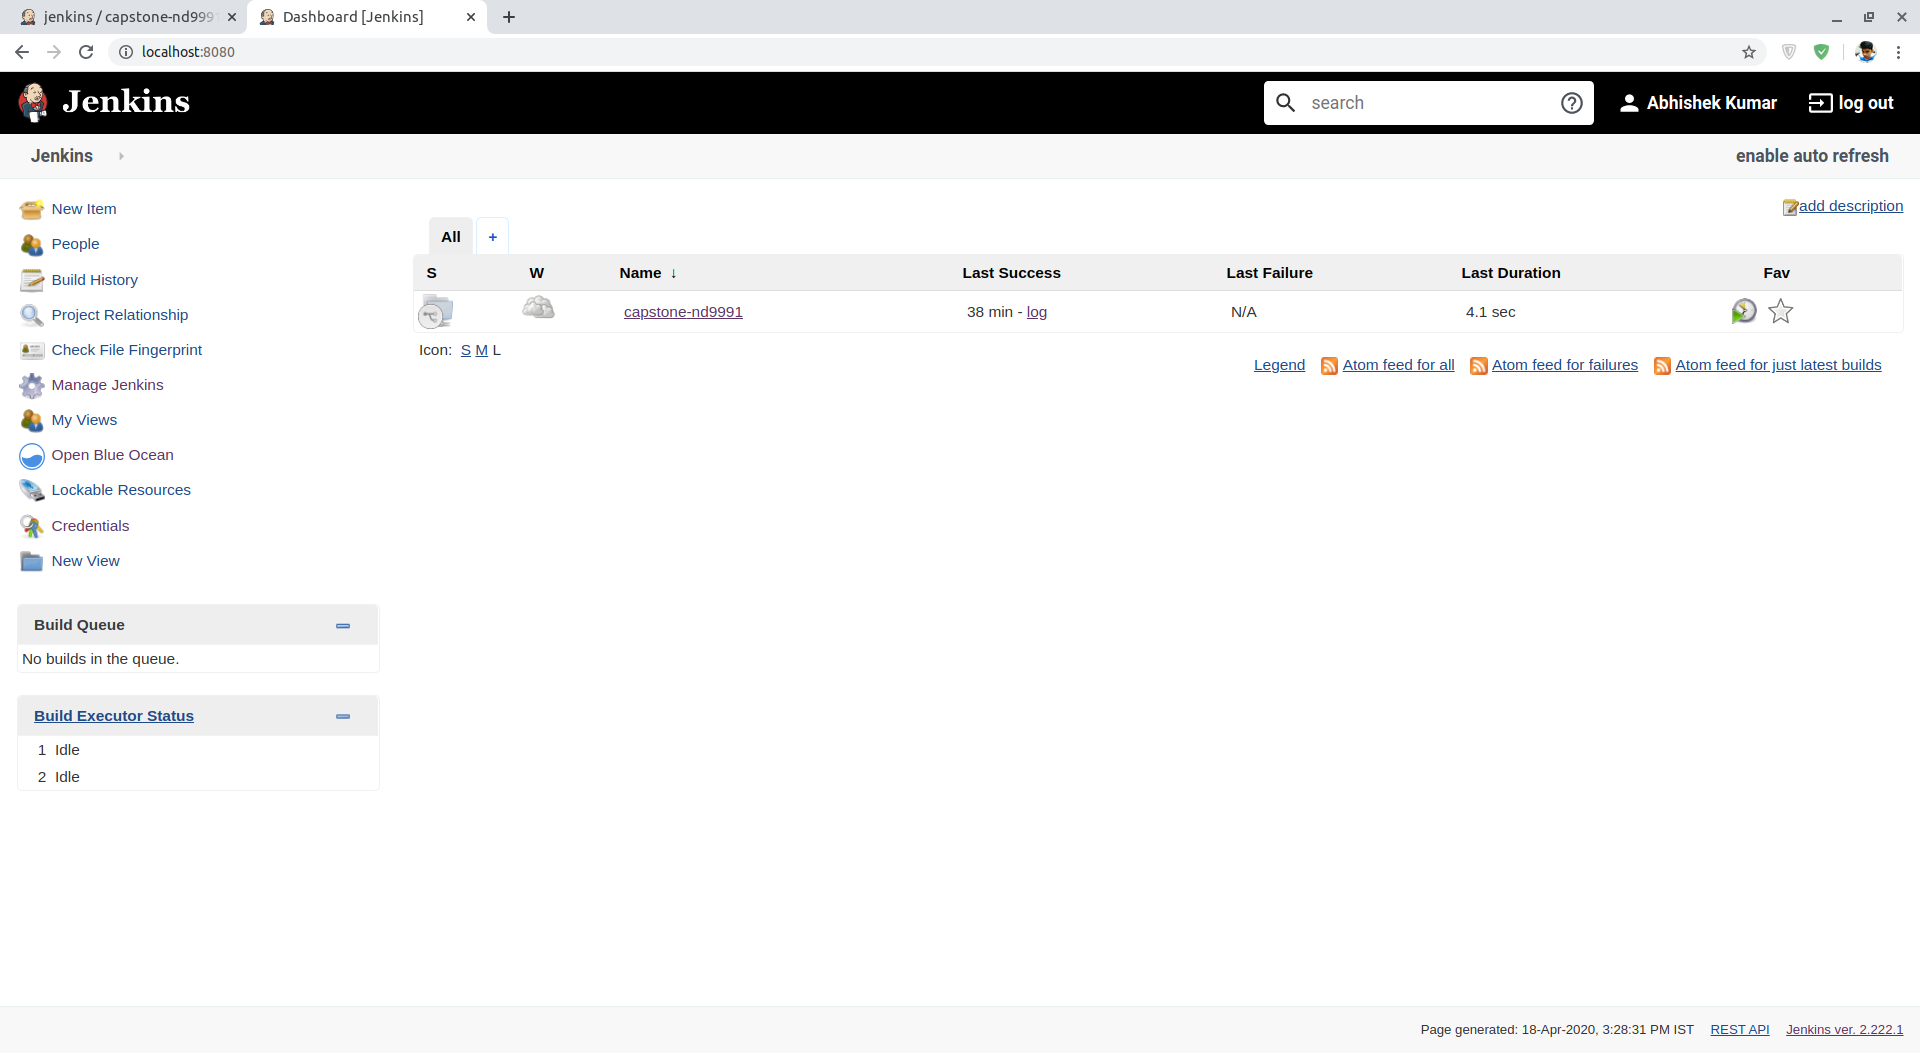 jenkins / capstone-nd9991
Dashboard [Jenkins]
localhost:8080
Jenkins
search
Abhishek Kumar
log out
Jenkins
enable auto refresh
New Item
People
Build History
Project Relationship
Check File Fingerprint
Manage Jenkins
My Views
Open Blue Ocean
Lockable Resources
Credentials
New View
Build Queue
No builds in the queue.
Build Executor Status
1 Idle
2 Idle
add description
All +
S W Name ↓ Last Success Last Failure Last Duration Fav
capstone-nd9991 38 min - log N/A 4.1 sec
Icon: S M L
Legend Atom feed for all Atom feed for failures Atom feed for just latest builds
Page generated: 18-Apr-2020, 3:28:31 PM IST REST API Jenkins ver. 2.222.1